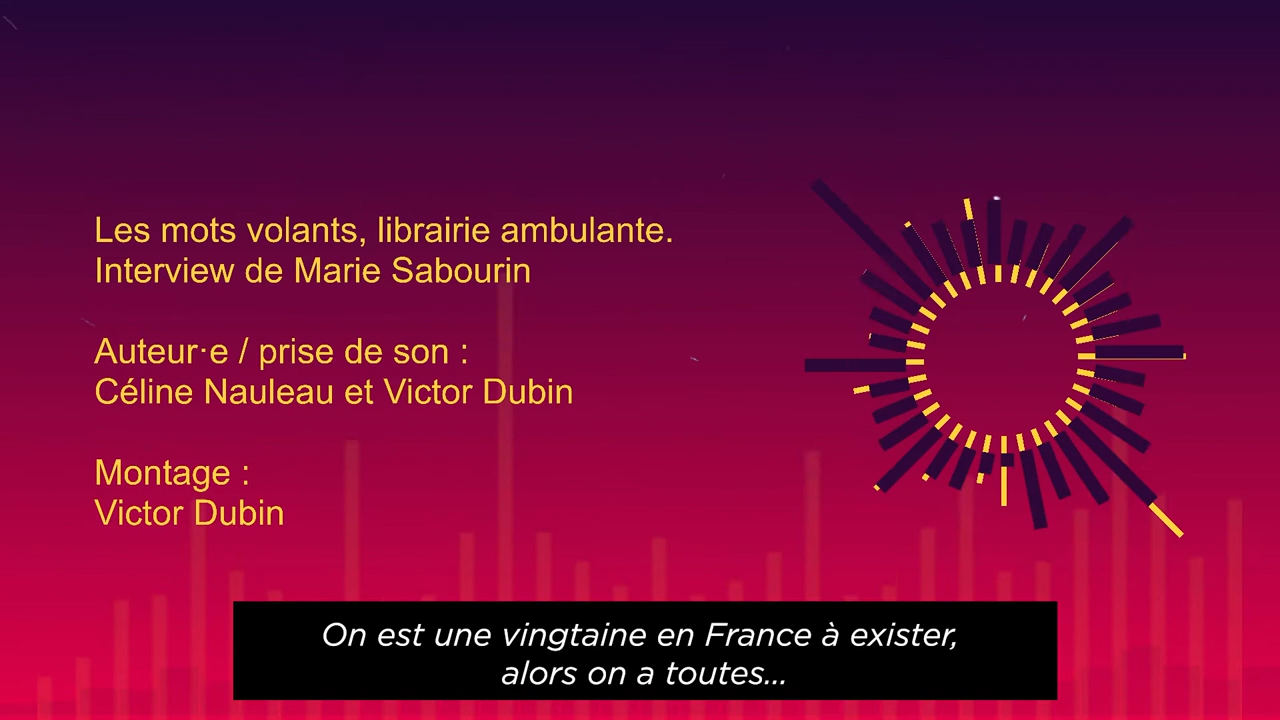 Les mots volants, librairie ambulante.
Interview de Marie Sabourin
Auteur·e / prise de son :
Céline Nauleau et Victor Dubin
Montage :
Victor Dubin
On est une vingtaine en France à exister,
alors on a toutes...